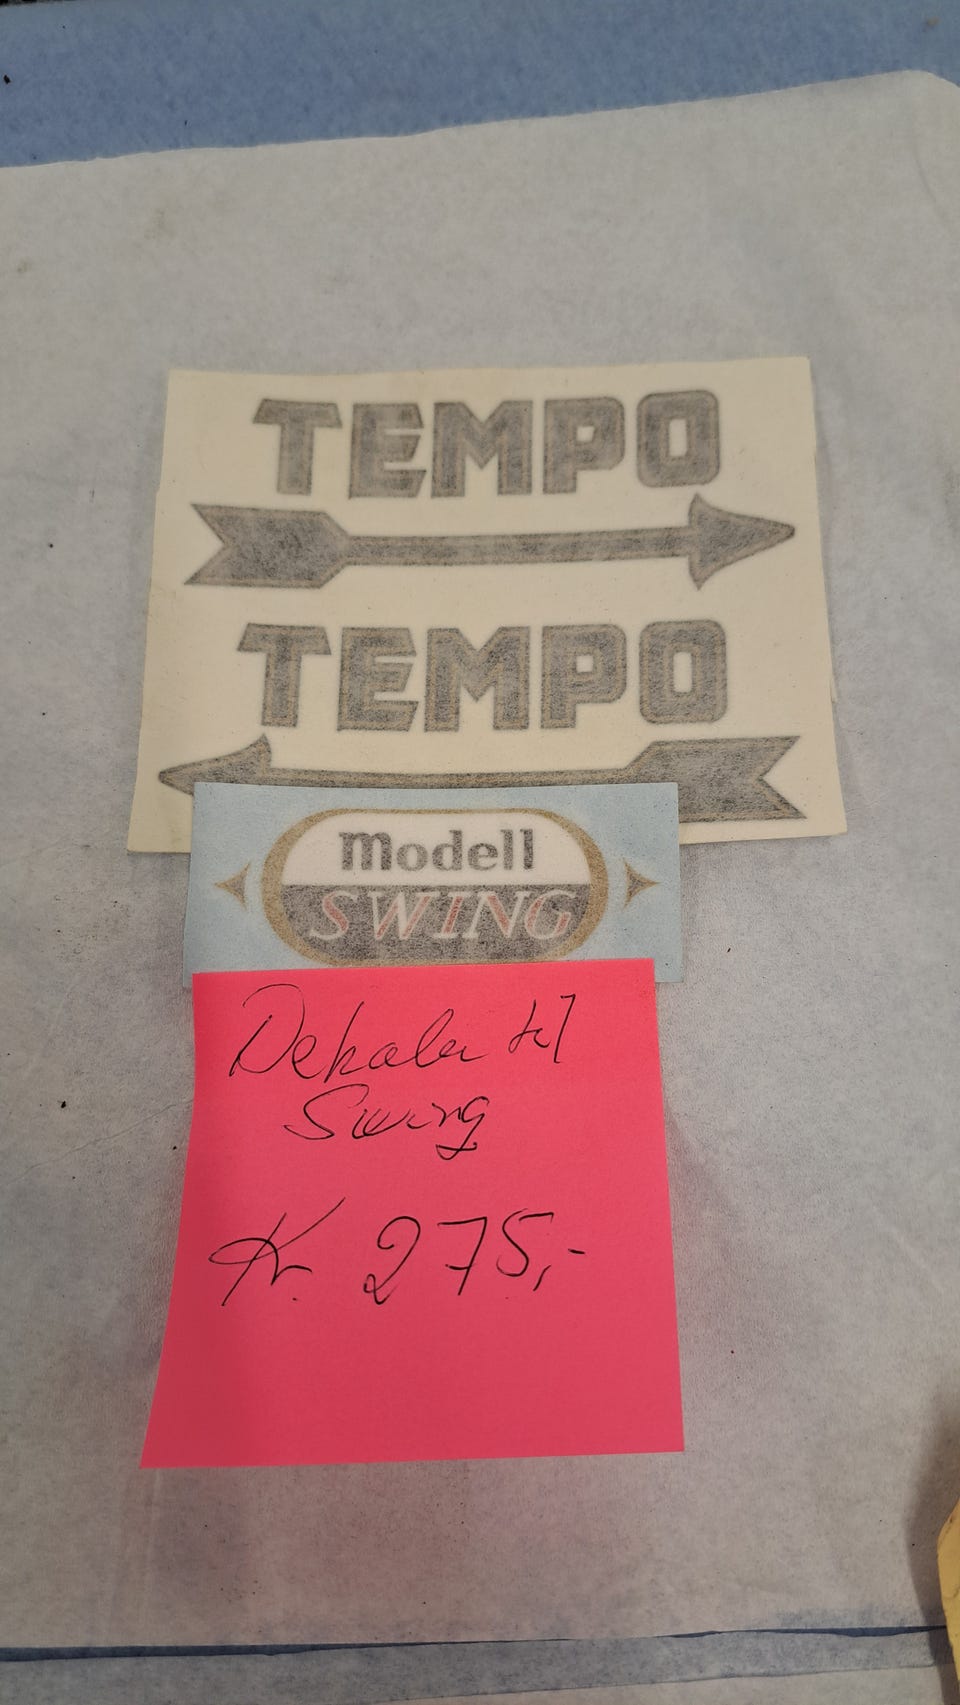 TEMPO
TEMPO
Modell
SWING
Dekaler til
Swing
Kr. 275,-